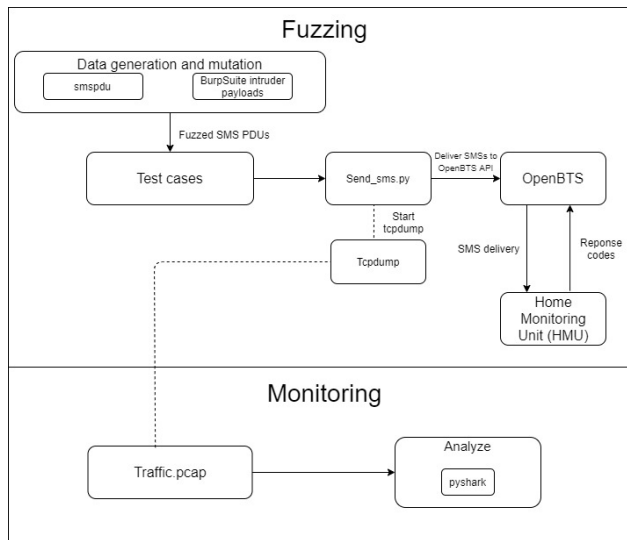 Fuzzing
Data generation and mutation
smspdu
BurpSuite intruder
payloads
Fuzzed SMS PDUs
Test cases
Send_sms.py
Deliver SMSs to
OpenBTS API
OpenBTS
Start
tcpdump
Tcpdump
SMS delivery
Reponse
codes
Home
Monitoring
Unit (HMU)
Monitoring
Traffic.pcap
Analyze
pyshark